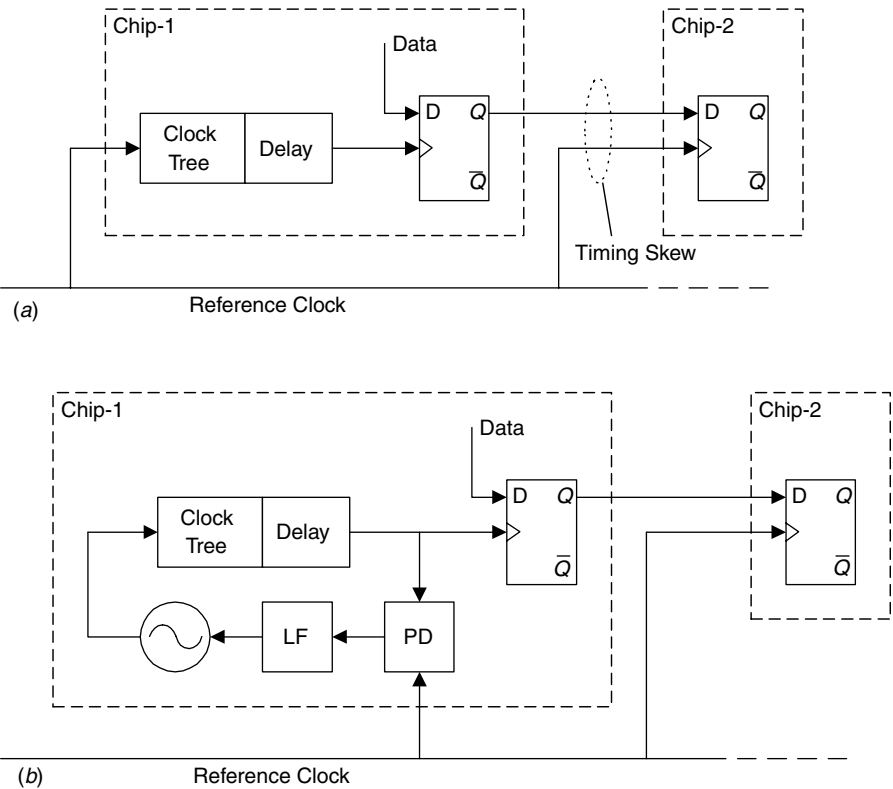 Chip-1
Chip-2
Data
D Q
D Q
Clock
Tree
Delay
Q̅
Q̅
Timing Skew
Reference Clock
(a)
Chip-1
Chip-2
Data
D Q
D Q
Clock
Tree
Delay
Q̅
Q̅
LF
PD
Reference Clock
(b)